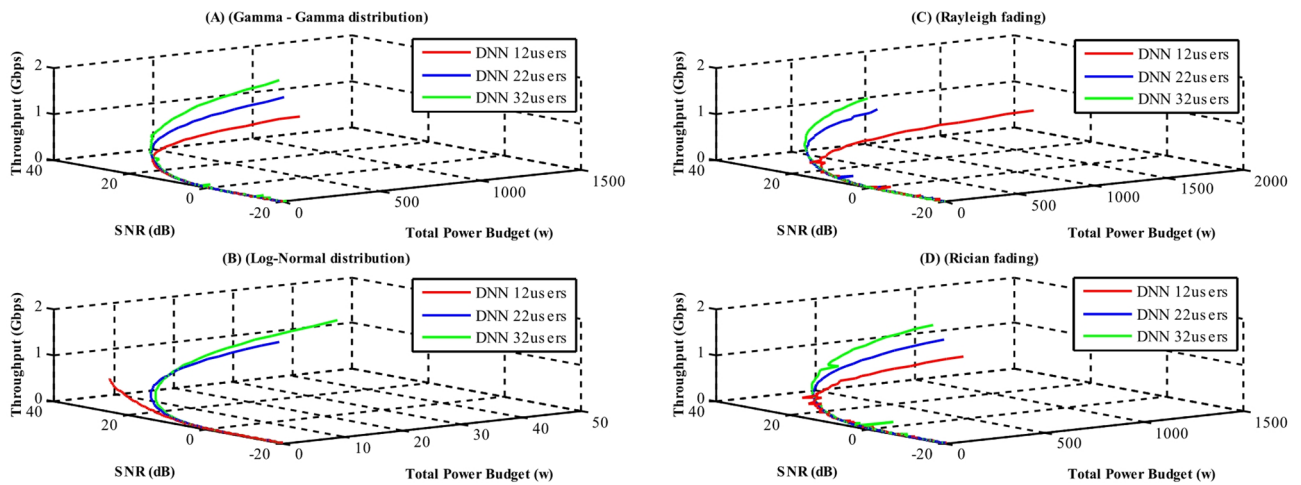 (A) (Gamma - Gamma distribution)
DNN 12users
DNN 22users
DNN 32users
Throughput (Gbps)
2
1
0
40
20
0
-20
0
500
1000
1500
SNR (dB)
Total Power Budget (w)
(C) (Rayleigh fading)
DNN 12users
DNN 22users
DNN 32users
Throughput (Gbps)
2
1
0
40
20
0
-20
0
500
1000
1500
2000
SNR (dB)
Total Power Budget (w)
(B) (Log-Normal distribution)
DNN 12users
DNN 22users
DNN 32users
Throughput (Gbps)
2
1
0
40
20
0
-20
0
10
20
30
40
50
SNR (dB)
Total Power Budget (w)
(D) (Rician fading)
DNN 12users
DNN 22users
DNN 32users
Throughput (Gbps)
2
1
0
40
20
0
-20
0
500
1000
1500
SNR (dB)
Total Power Budget (w)